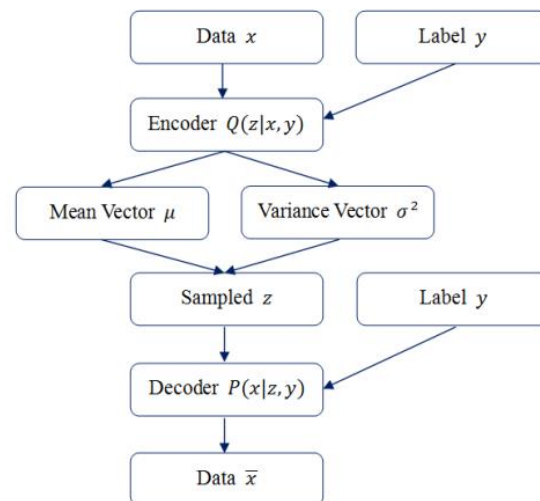 Data x
Label y
Encoder Q(z|x, y)
Mean Vector μ
Variance Vector σ²
Sampled z
Label y
Decoder P(x|z, y)
Data x̅